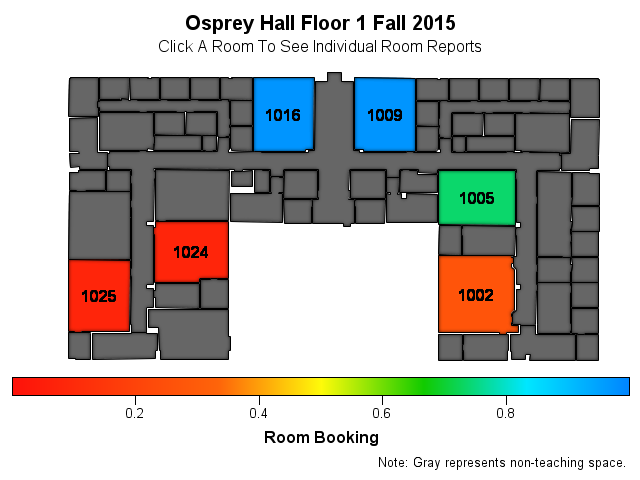 Osprey Hall Floor 1 Fall 2015
Click A Room To See Individual Room Reports
1016
1009
1005
1024
1025
1002
0.2
0.4
0.6
0.8
Room Booking
Note: Gray represents non-teaching space.